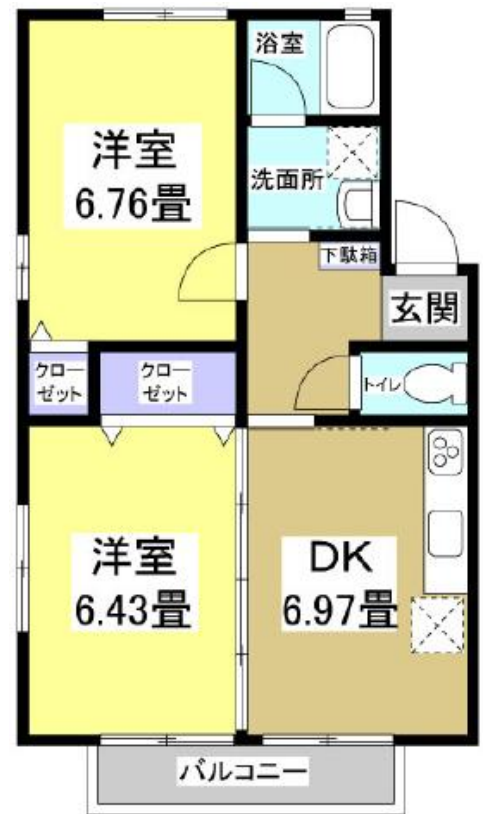 浴室
洋室
6.76畳
洗面所
下駄箱
玄関
クロー
ゼット
クロー
ゼット
トイレ
洋室
6.43畳
DK
6.97畳
バルコニー